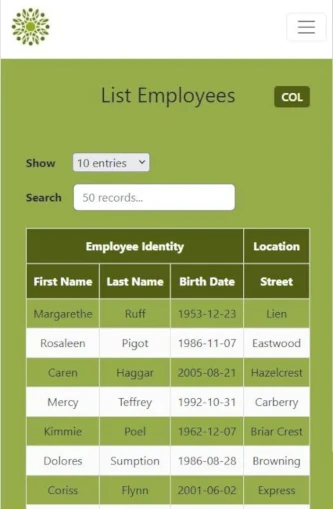 List Employees COL
Show 10 entries
Search 50 records...
Employee Identity Location
First Name Last Name Birth Date Street
Margarethe Ruff 1953-12-23 Lien
Rosaleen Pigot 1986-11-07 Eastwood
Caren Haggar 2005-08-21 Hazelcrest
Mercy Teffrey 1992-10-31 Carberry
Kimmie Poel 1962-12-07 Briar Crest
Dolores Sumption 1986-08-28 Browning
Coriss Flynn 2001-06-02 Express